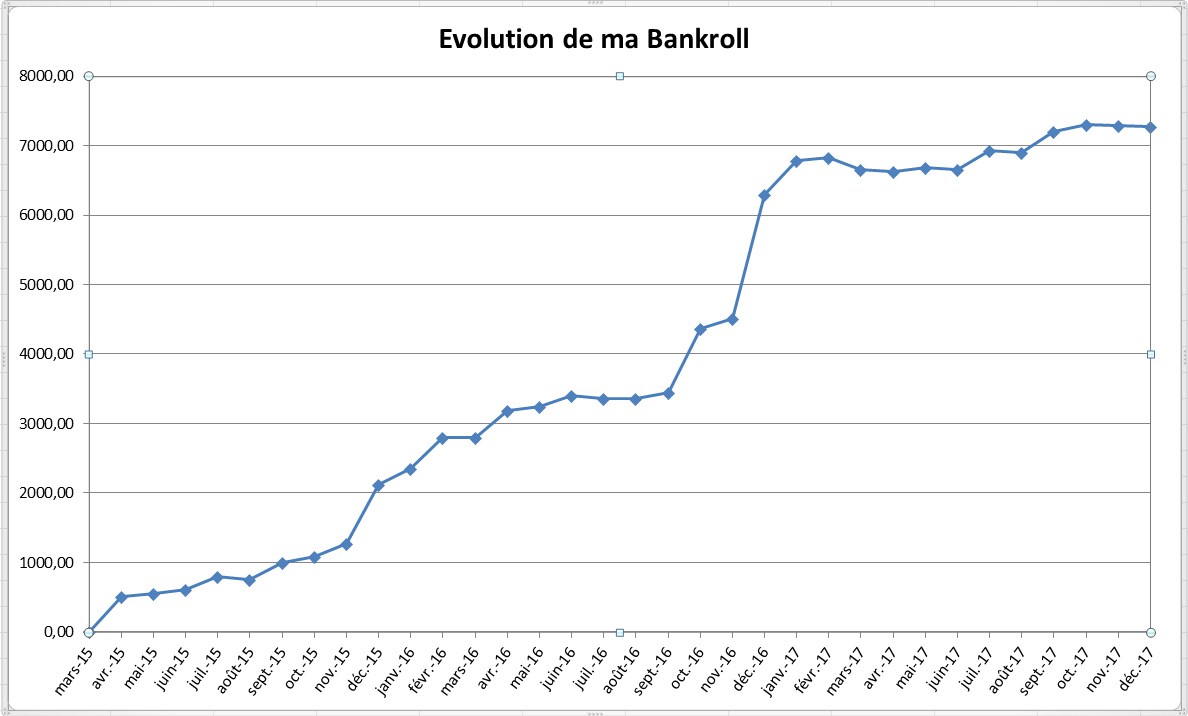 Evolution de ma Bankroll
8000,00
7000,00
6000,00
5000,00
4000,00
3000,00
2000,00
1000,00
0,00
mars-15
avr.-15
mai-15
juin-15
juil.-15
août-15
sept.-15
oct.-15
nov.-15
déc.-15
janv.-16
févr.-16
mars-16
avr.-16
mai-16
juin-16
juil.-16
août-16
sept.-16
oct.-16
nov.-16
déc.-16
janv.-17
févr.-17
mars-17
avr.-17
mai-17
juin-17
juil.-17
août-17
sept.-17
oct.-17
nov.-17
déc.-17